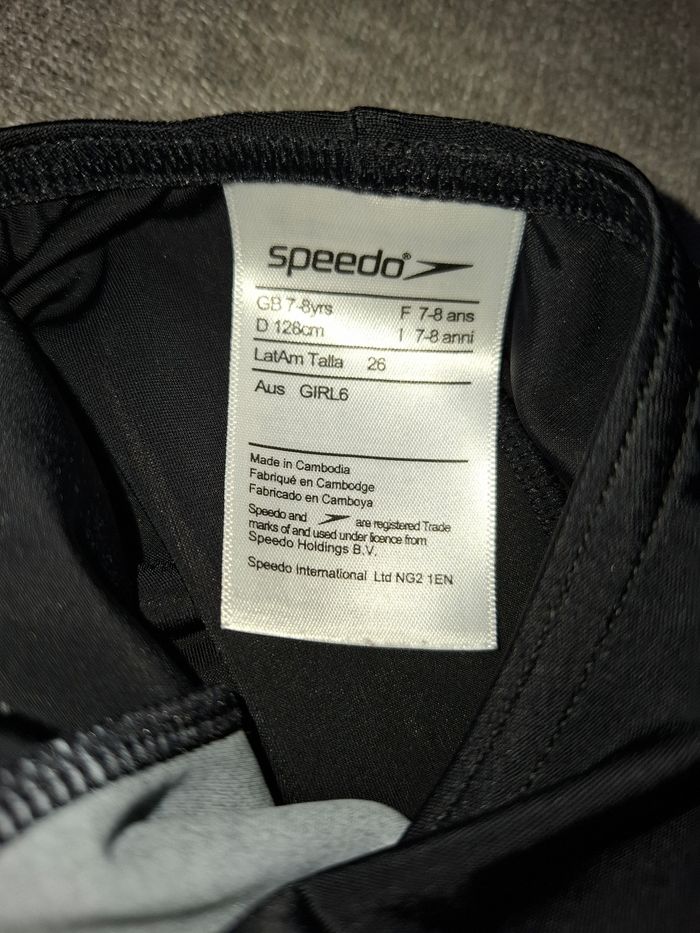 speedo®
GB 7-8yrs F 7-8 ans
D 128cm I 7-8 anni
LatAm Talla 26
Aus GIRL6
Made in Cambodia
Fabriqué en Cambodge
Fabricado en Camboya
Speedo and are registered Trade
marks of and used under licence from
Speedo Holdings B.V.
Speedo International Ltd NG2 1EN